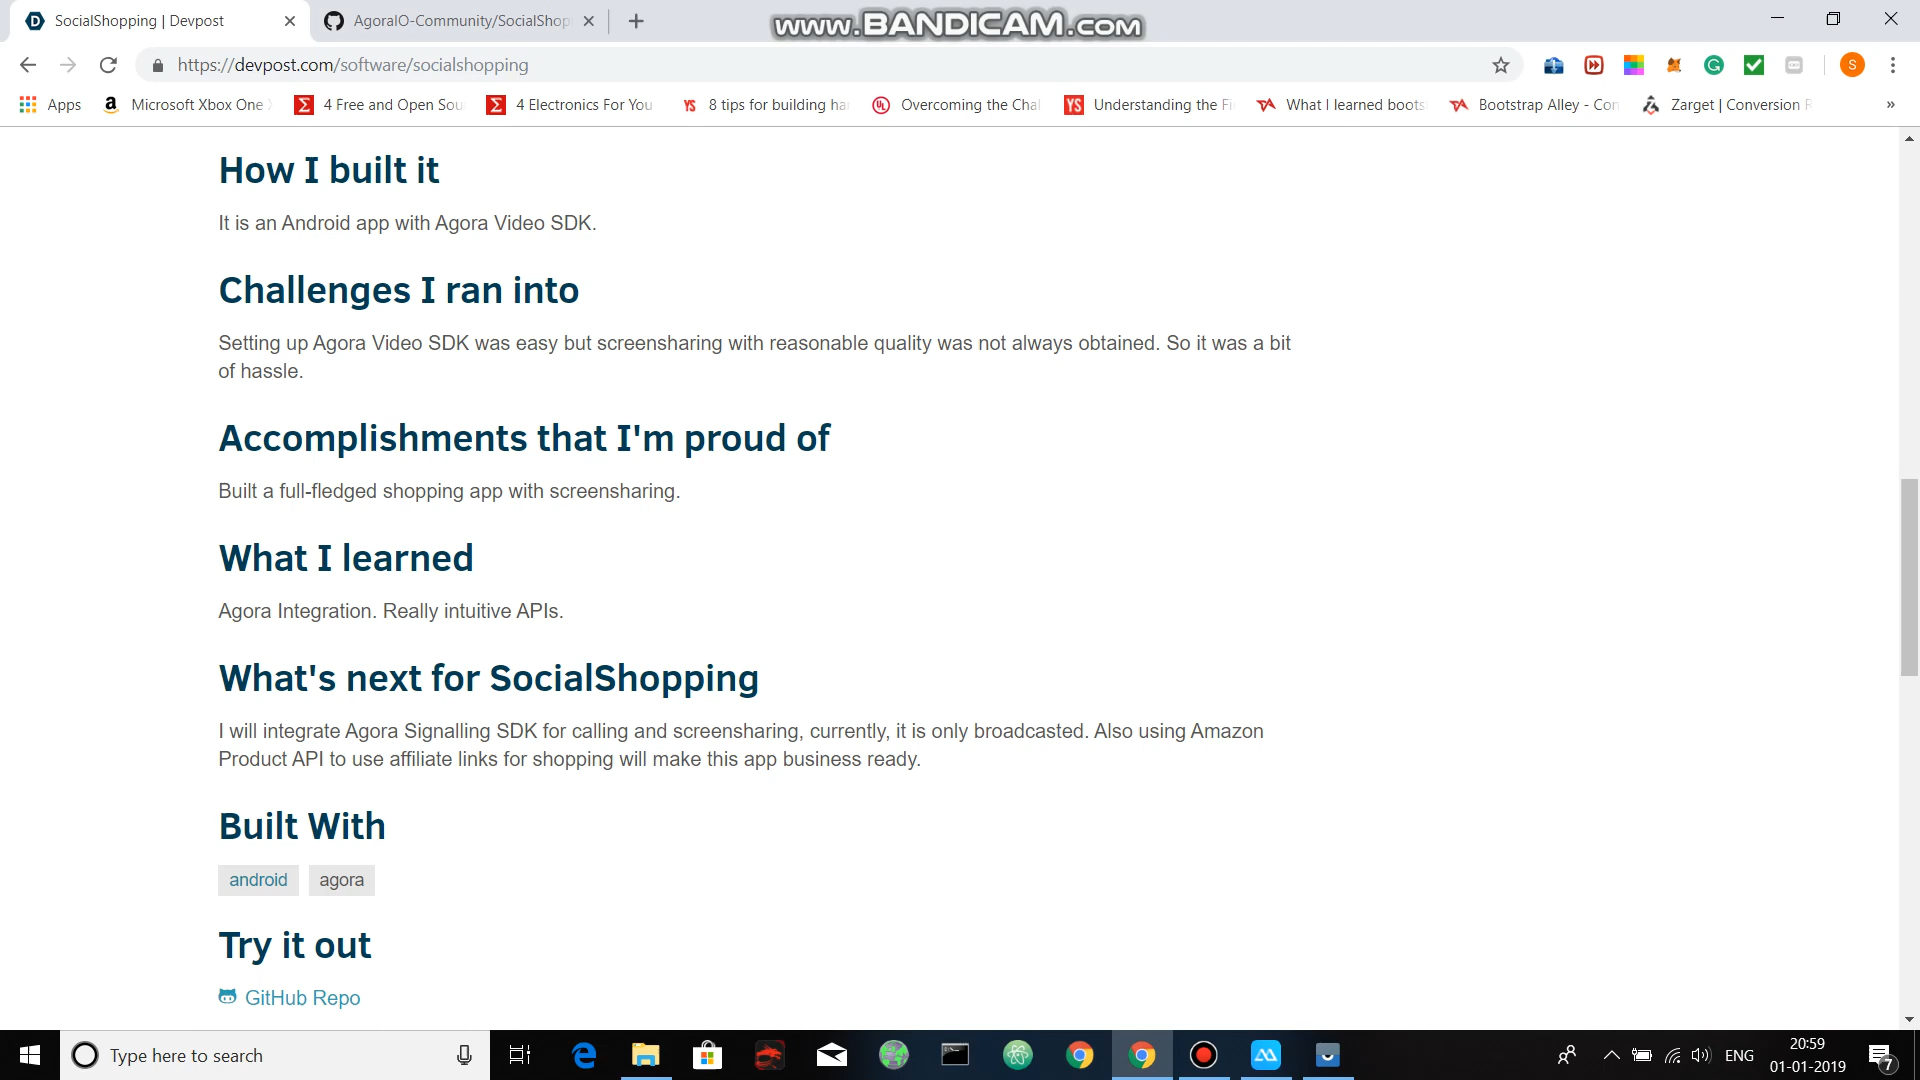 SocialShopping | Devpost
AgoraIO-Community/SocialShop
www.BANDICAM.com
https://devpost.com/software/socialshopping
S
Apps
Microsoft Xbox One
4 Free and Open Sou
4 Electronics For You
8 tips for building ha
Overcoming the Cha
Understanding the Fi
What I learned boots
Bootstrap Alley - Con
Zarget | Conversion R
»
How I built it
It is an Android app with Agora Video SDK.
Challenges I ran into
Setting up Agora Video SDK was easy but screensharing with reasonable quality was not always obtained. So it was a bit
of hassle.
Accomplishments that I'm proud of
Built a full-fledged shopping app with screensharing.
What I learned
Agora Integration. Really intuitive APIs.
What's next for SocialShopping
I will integrate Agora Signalling SDK for calling and screensharing, currently, it is only broadcasted. Also using Amazon
Product API to use affiliate links for shopping will make this app business ready.
Built With
android agora
Try it out
GitHub Repo
Type here to search
ENG
20:59
01-01-2019
7